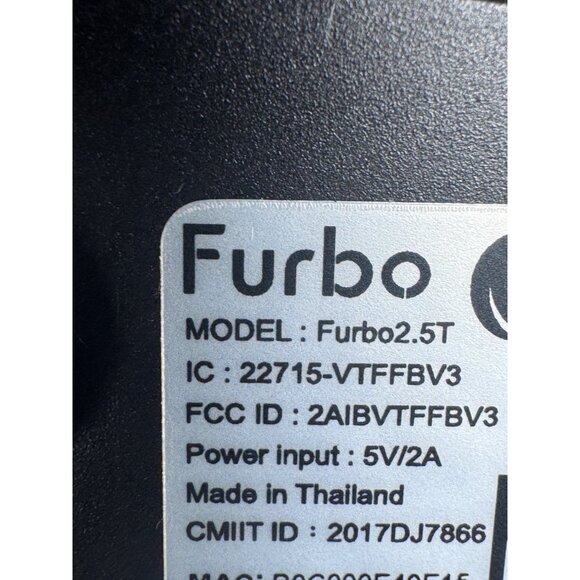 Furbo
MODEL : Furbo2.5T
IC : 22715-VTFFBV3
FCC ID : 2AIBVTFFBV3
Power input : 5V/2A
Made in Thailand
CMIIT ID : 2017DJ7866
MAC: